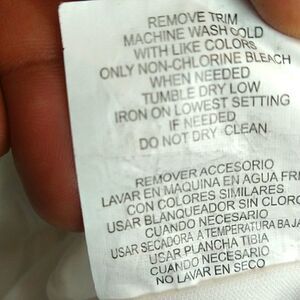 REMOVE TRIM
MACHINE WASH COLD
WITH LIKE COLORS
ONLY NON-CHLORINE BLEACH
WHEN NEEDED
TUMBLE DRY LOW
IRON ON LOWEST SETTING
IF NEEDED
DO NOT DRY CLEAN
REMOVER ACCESORIO
LAVAR EN MAQUINA EN AGUA FRI
CON COLORES SIMILARES
USAR BLANQUEADOR SIN CLORO
CUANDO NECESARIO
USAR SECADORA A TEMPERATURA BAJA
USAR PLANCHA TIBIA
CUANDO NECESARIO
NO LAVAR EN SECO